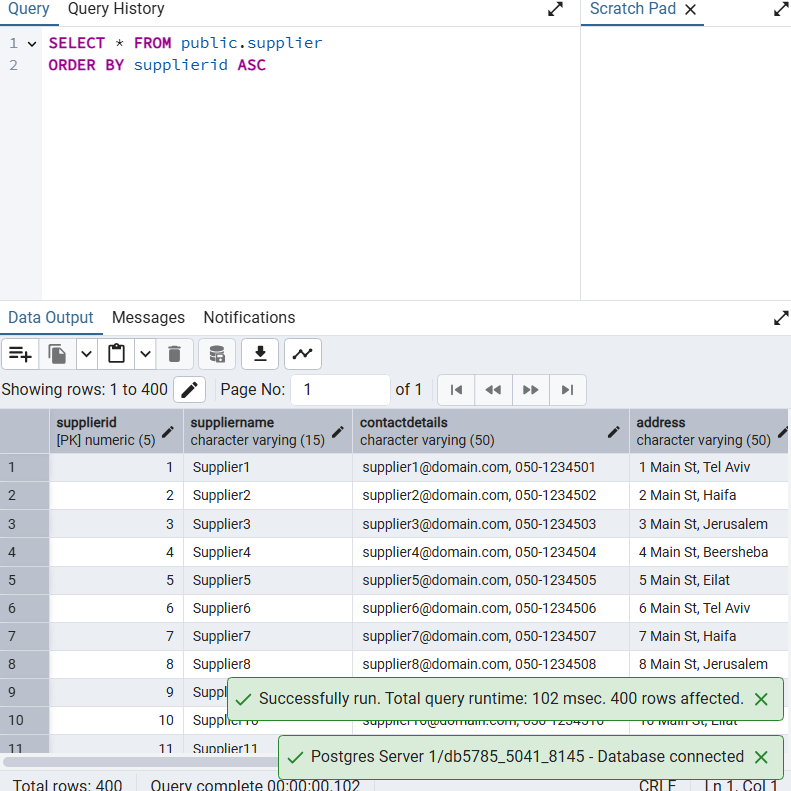 Query Query History Scratch Pad
1 SELECT * FROM public.supplier
2 ORDER BY supplierid ASC
Data Output Messages Notifications
Showing rows: 1 to 400 Page No: 1 of 1
supplierid suppliername contactdetails address
[PK] numeric (5) character varying (15) character varying (50) character varying (50)
1 1 Supplier1 supplier1@domain.com, 050-1234501 1 Main St, Tel Aviv
2 2 Supplier2 supplier2@domain.com, 050-1234502 2 Main St, Haifa
3 3 Supplier3 supplier3@domain.com, 050-1234503 3 Main St, Jerusalem
4 4 Supplier4 supplier4@domain.com, 050-1234504 4 Main St, Beersheba
5 5 Supplier5 supplier5@domain.com, 050-1234505 5 Main St, Eilat
6 6 Supplier6 supplier6@domain.com, 050-1234506 6 Main St, Tel Aviv
7 7 Supplier7 supplier7@domain.com, 050-1234507 7 Main St, Haifa
8 8 Supplier8 supplier8@domain.com, 050-1234508 8 Main St, Jerusalem
9 9 Suppl
Successfully run. Total query runtime: 102 msec. 400 rows affected.
10 10 Supplier10 supplier10@domain.com, 050-1234510 10 Main St, Eilat
11 11 Supplier11
Postgres Server 1/db5785_5041_8145 - Database connected
Total rows: 400 Query complete 00:00:00.102 CRLF Ln 1, Col 1